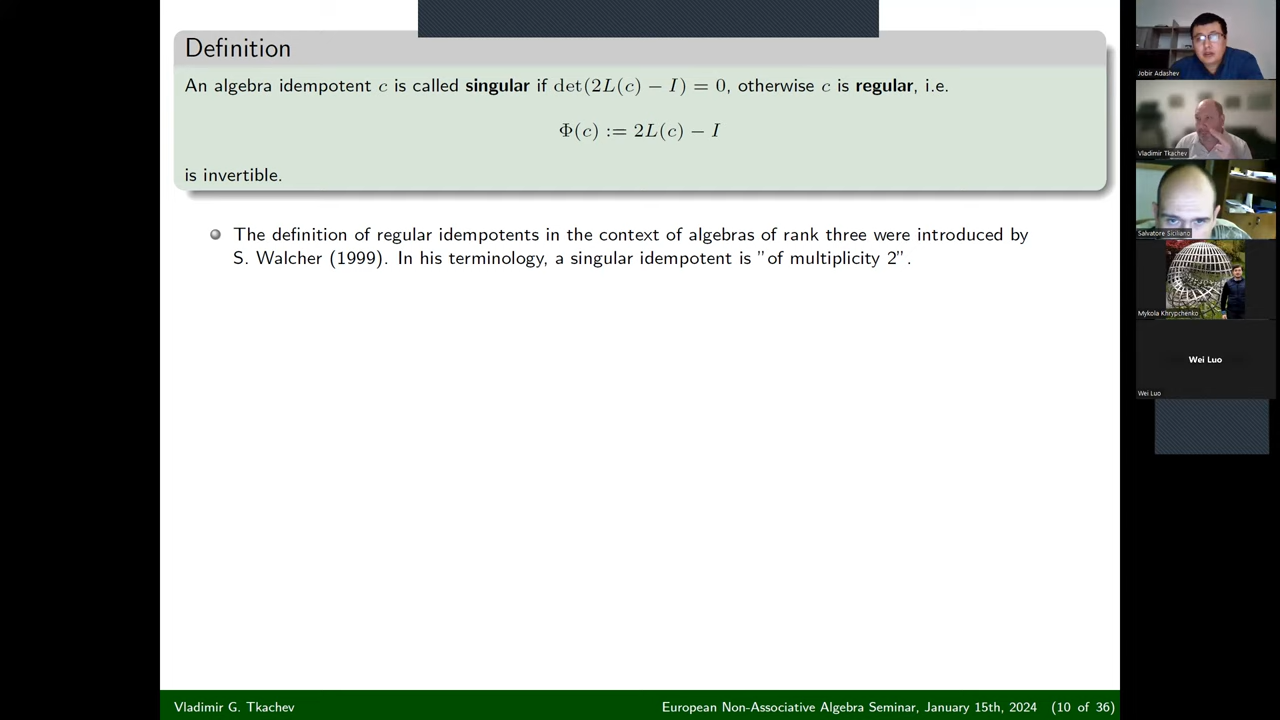 Definition
An algebra idempotent c is called singular if det(2L(c) − I) = 0, otherwise c is regular, i.e.
Φ(c) := 2L(c) − I
is invertible.
The definition of regular idempotents in the context of algebras of rank three were introduced by
S. Walcher (1999). In his terminology, a singular idempotent is "of multiplicity 2".
Vladimir G. Tkachev
European Non-Associative Algebra Seminar, January 15th, 2024 (10 of 36)
Jobir Adashev
Vladimir Tkachev
Salvatore Siciliano
Mykola Khrypchenko
Wei Luo
Wei Luo